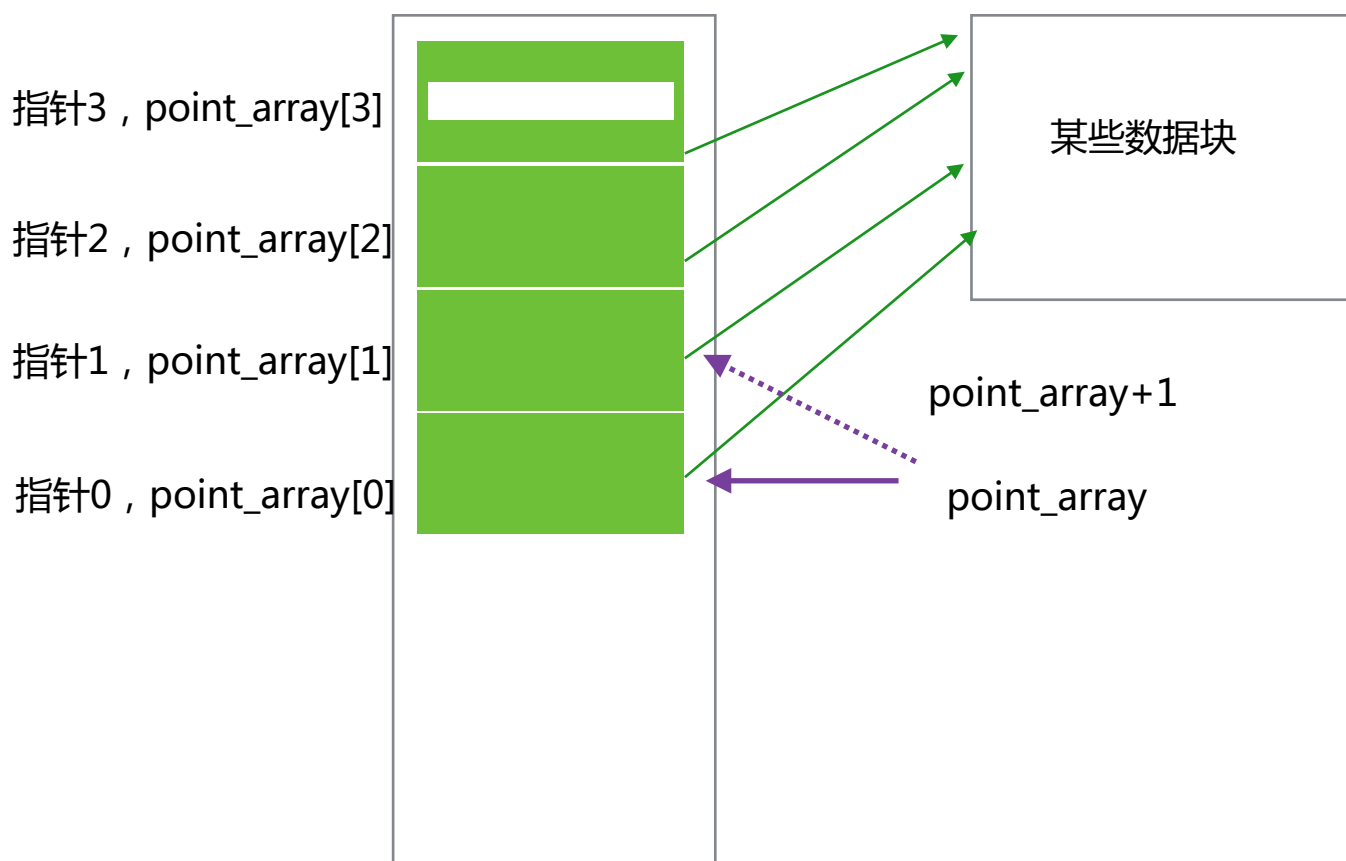 指针3，point_array[3]
某些数据块
指针2，point_array[2]
指针1，point_array[1]
point_array+1
指针0，point_array[0]
point_array